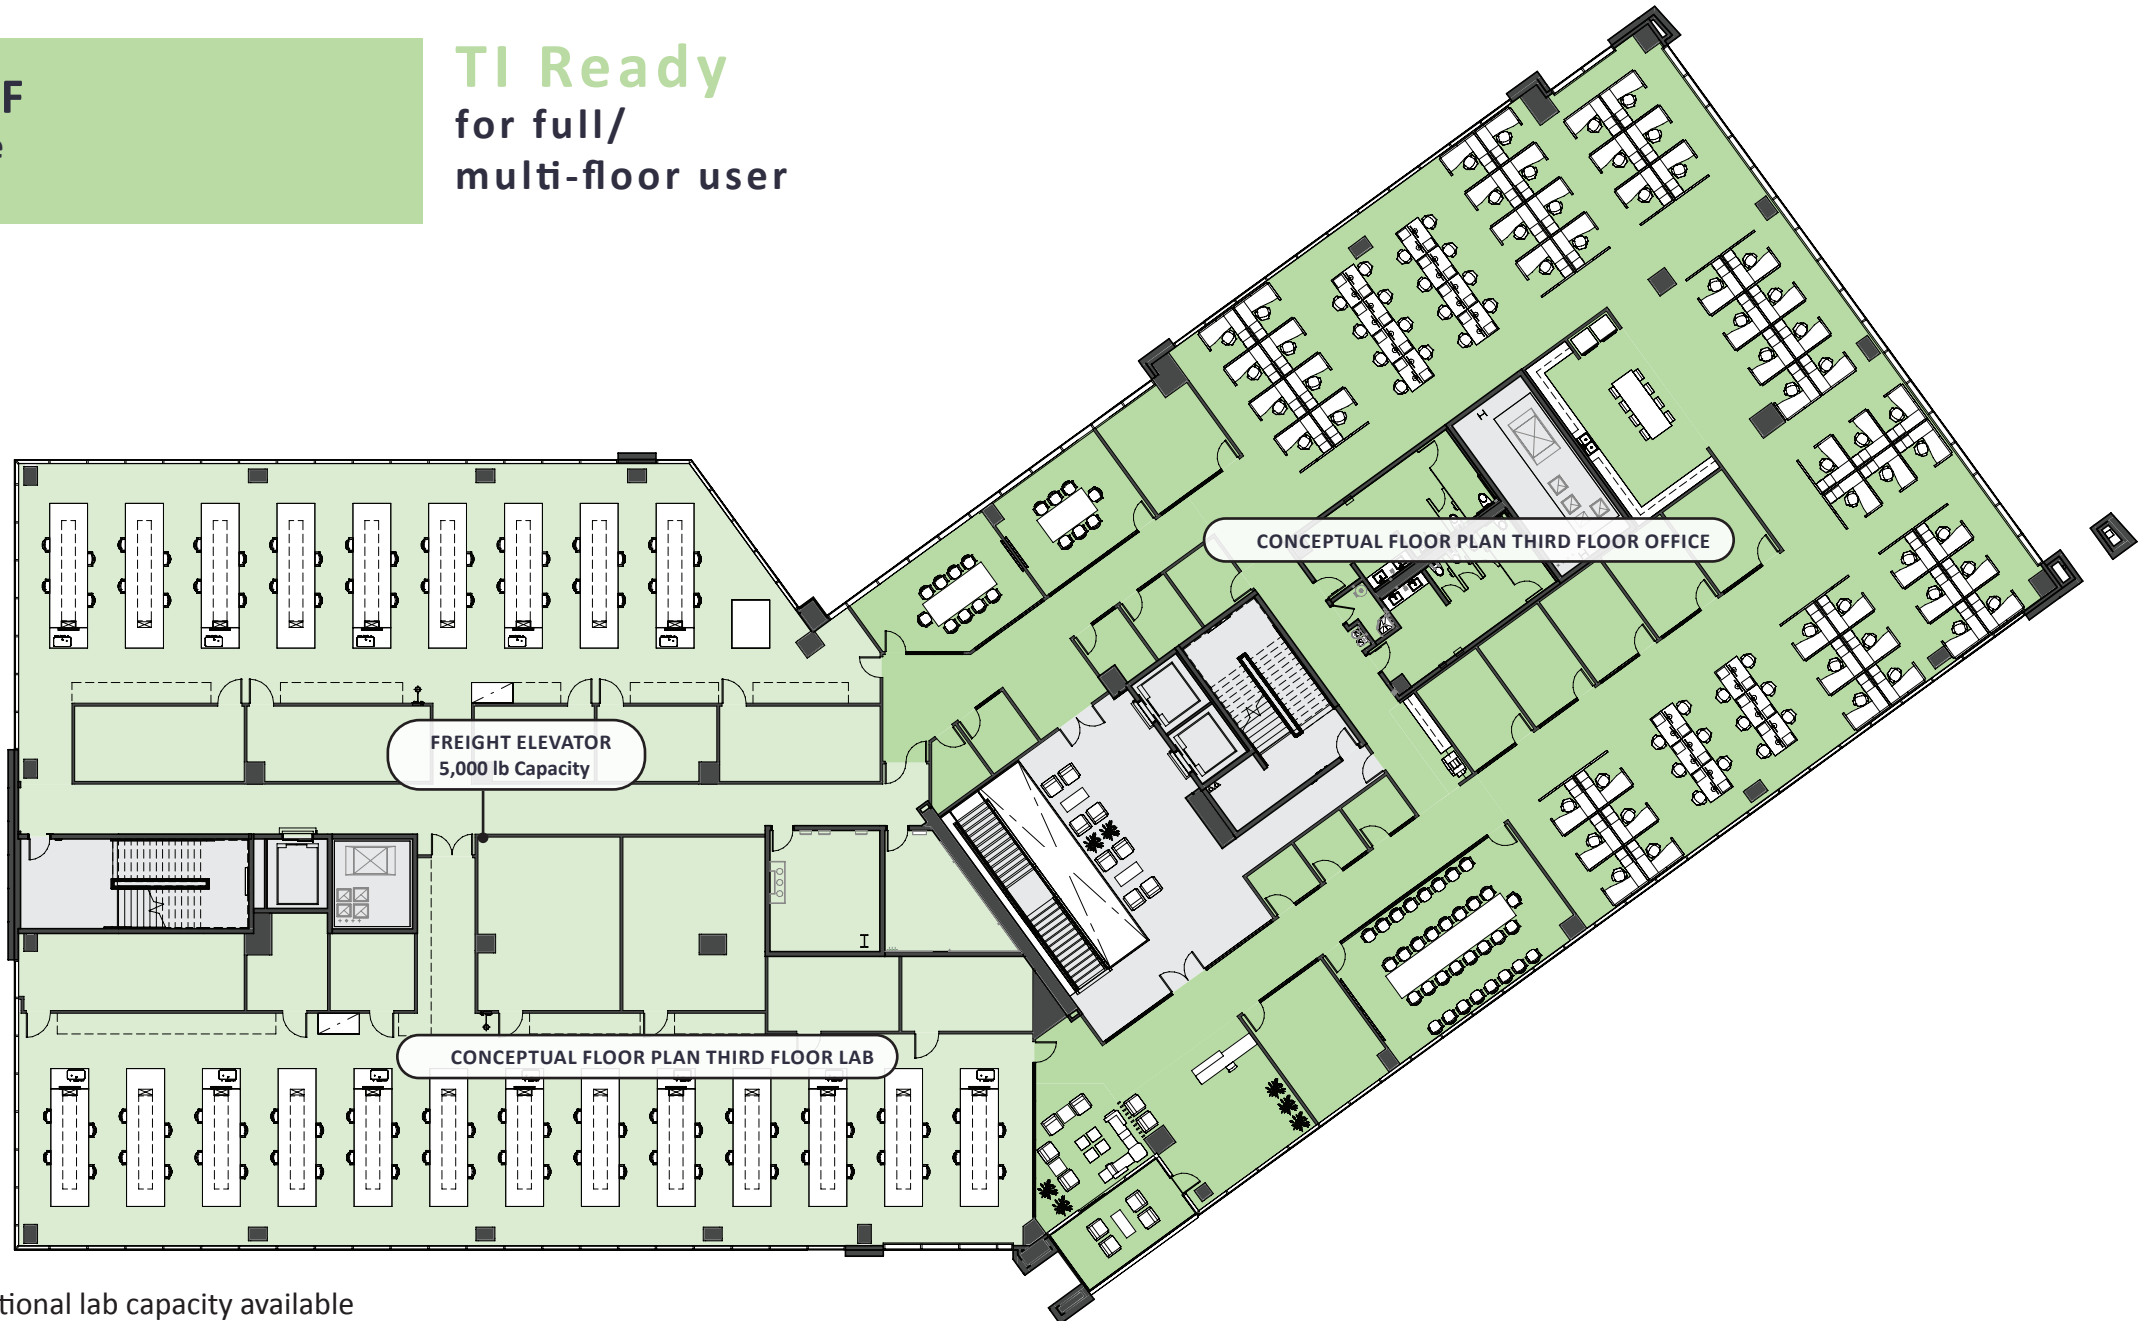 F
e
TI Ready
for full/
multi-floor user
CONCEPTUAL FLOOR PLAN THIRD FLOOR OFFICE
FREIGHT ELEVATOR
5,000 lb Capacity
CONCEPTUAL FLOOR PLAN THIRD FLOOR LAB
tional lab capacity available